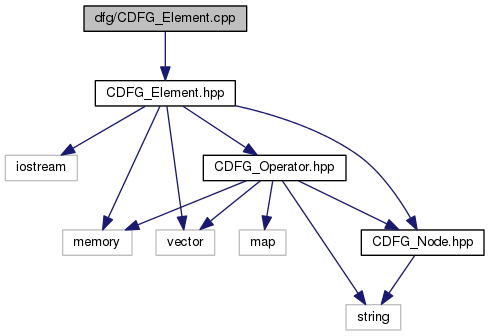 dfg/CDFG_Element.cpp
CDFG_Element.hpp
iostream
CDFG_Operator.hpp
memory
vector
map
CDFG_Node.hpp
string